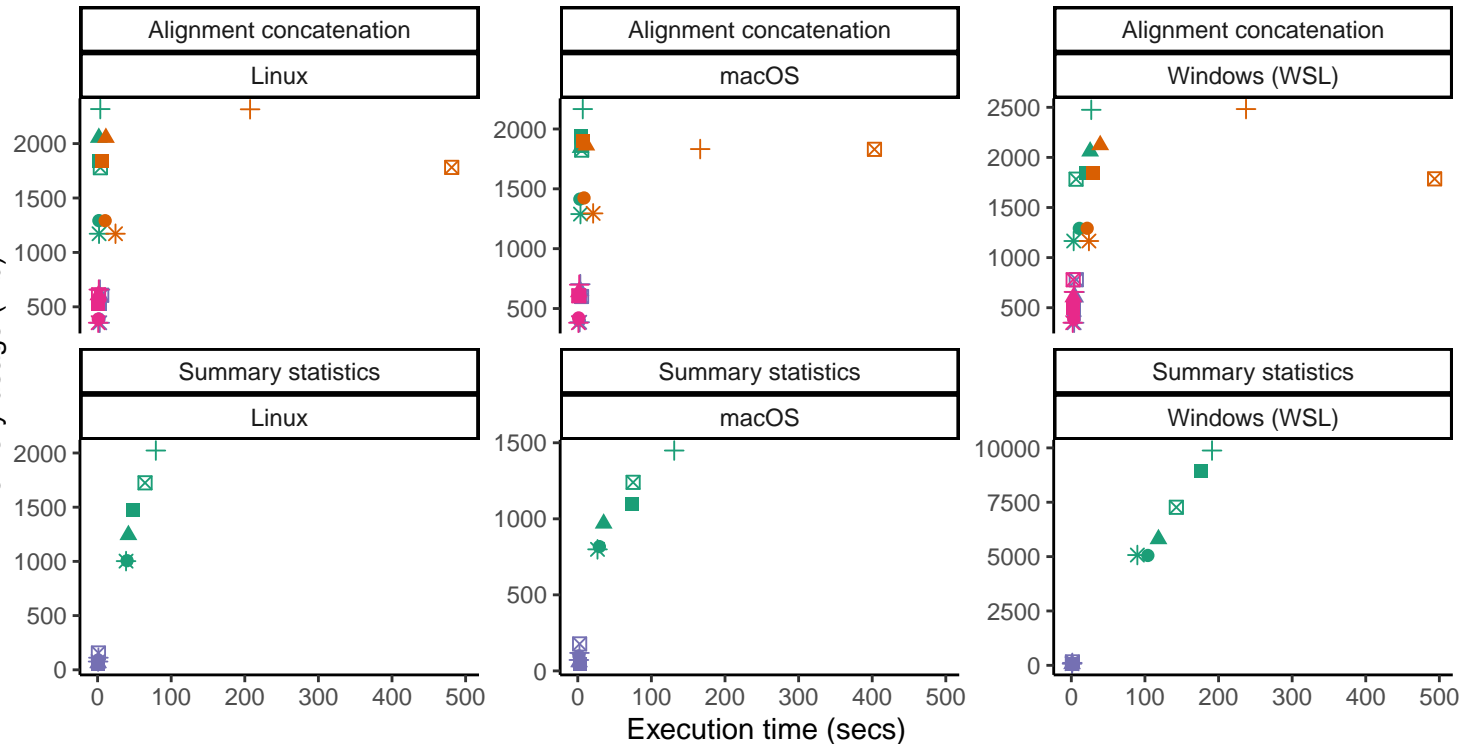 Alignment concatenation
Linux
2000
1500
1000
500
Alignment concatenation
macOS
2000
1500
1000
500
Alignment concatenation
Windows (WSL)
2500
2000
1500
1000
500
Summary statistics
Linux
2000
1500
1000
500
0
0 100 200 300 400 500
Summary statistics
macOS
1500
1000
500
0
0 100 200 300 400 500
Summary statistics
Windows (WSL)
10000
7500
5000
2500
0
0 100 200 300 400 500
Execution time (secs)